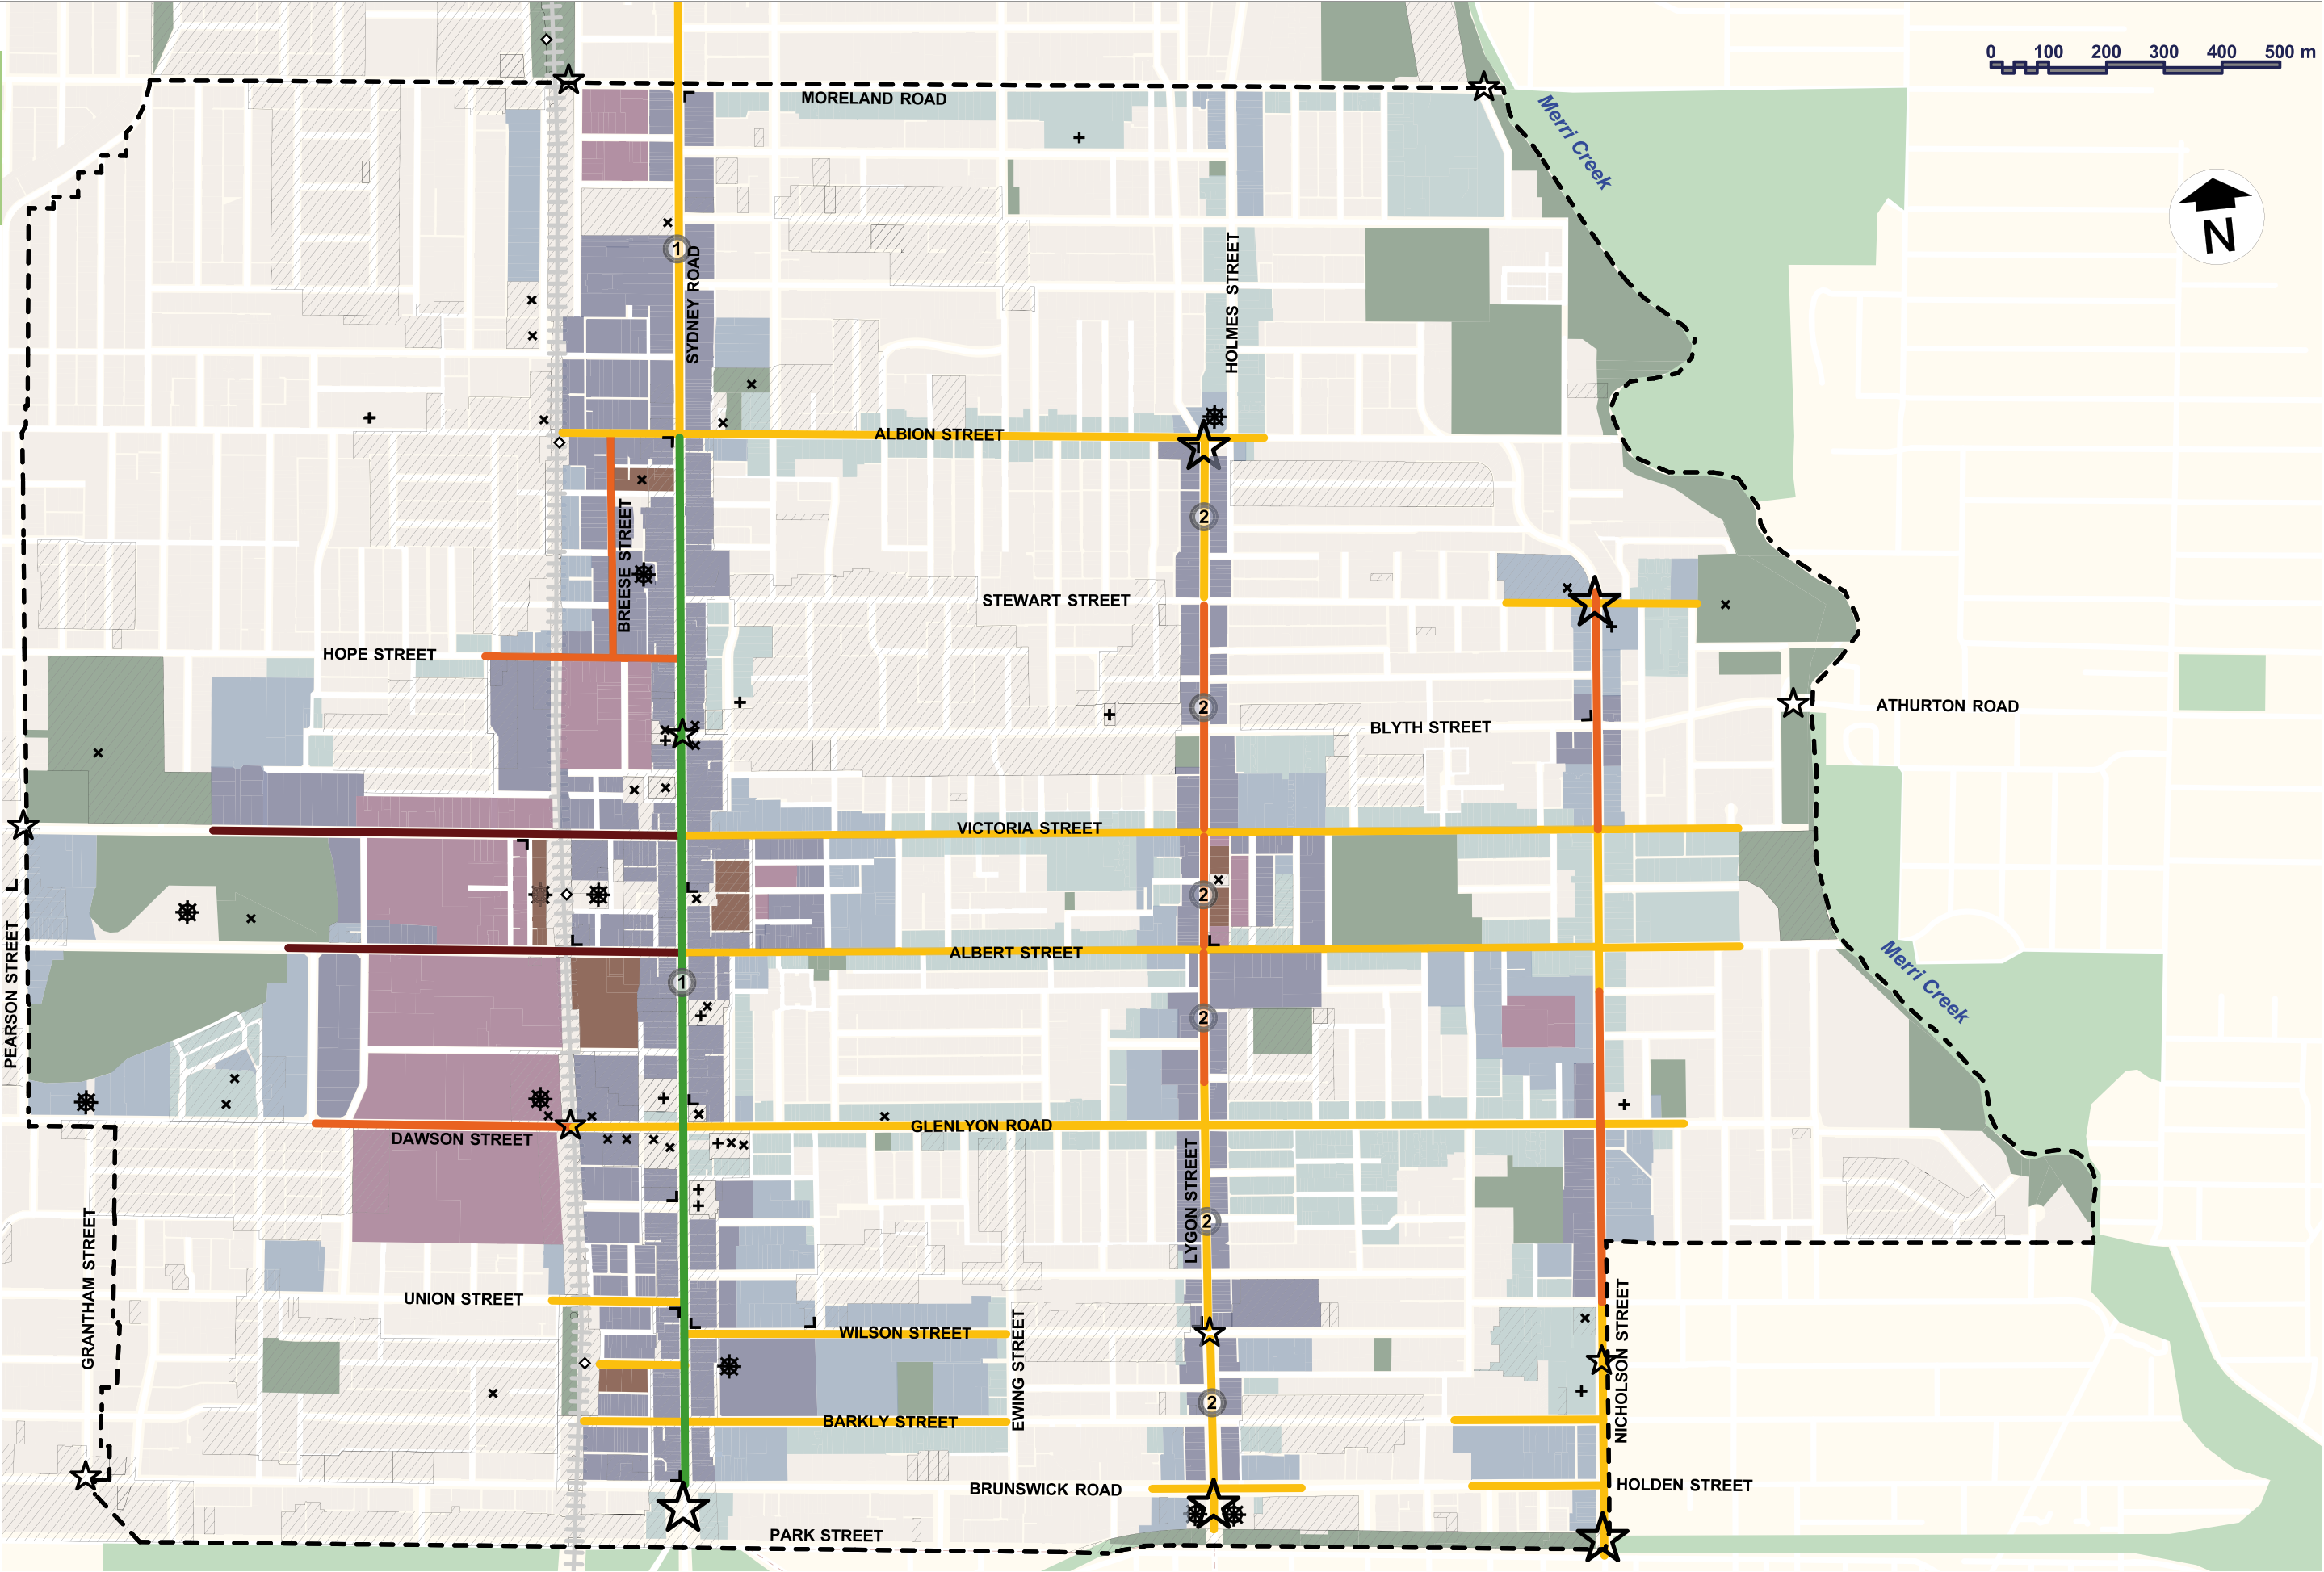 0 100 200 300 400 500 m
MORELAND ROAD
Merri Creek
N
1
SYDNEY ROAD
HOLMES STREET
ALBION STREET
2
BREESE STREET
STEWART STREET
HOPE STREET
2
ATHURTON ROAD
BLYTH STREET
VICTORIA STREET
2
PEARSON STREET
ALBERT STREET
Merri Creek
1
2
GLENLYON ROAD
DAWSON STREET
LYGON STREET
2
GRANTHAM STREET
UNION STREET
WILSON STREET
EWING STREET
NICHOLSON STREET
2
BARKLY STREET
BRUNSWICK ROAD
HOLDEN STREET
PARK STREET